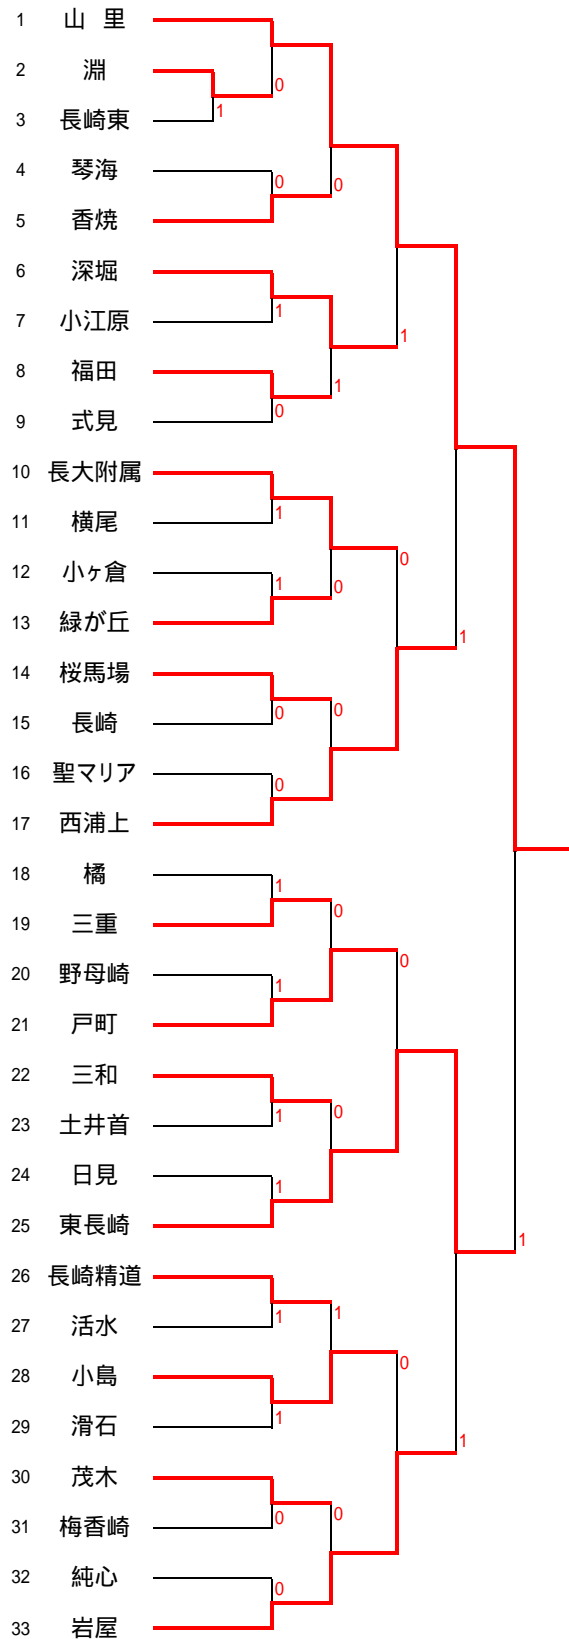 1 山 里
2 淵 0
3 長崎東 1
4 琴海 0 0
5 香焼
6 深堀
7 小江原 1 1
8 福田 1
9 式見 0
10 長大附属
11 横尾 1
12 小ヶ倉 1 0 0
13 緑が丘 1
14 桜馬場
15 長崎 0 0
16 聖マリア 0
17 西浦上
18 橘 1
19 三重 0
20 野母崎 1 0
21 戸町
22 三和
23 土井首 1 0
24 日見 1
25 東長崎 1
26 長崎精道
27 活水 1 1
28 小島 0
29 滑石 1 1
30 茂木
31 梅香崎 0 0
32 純心 0
33 岩屋